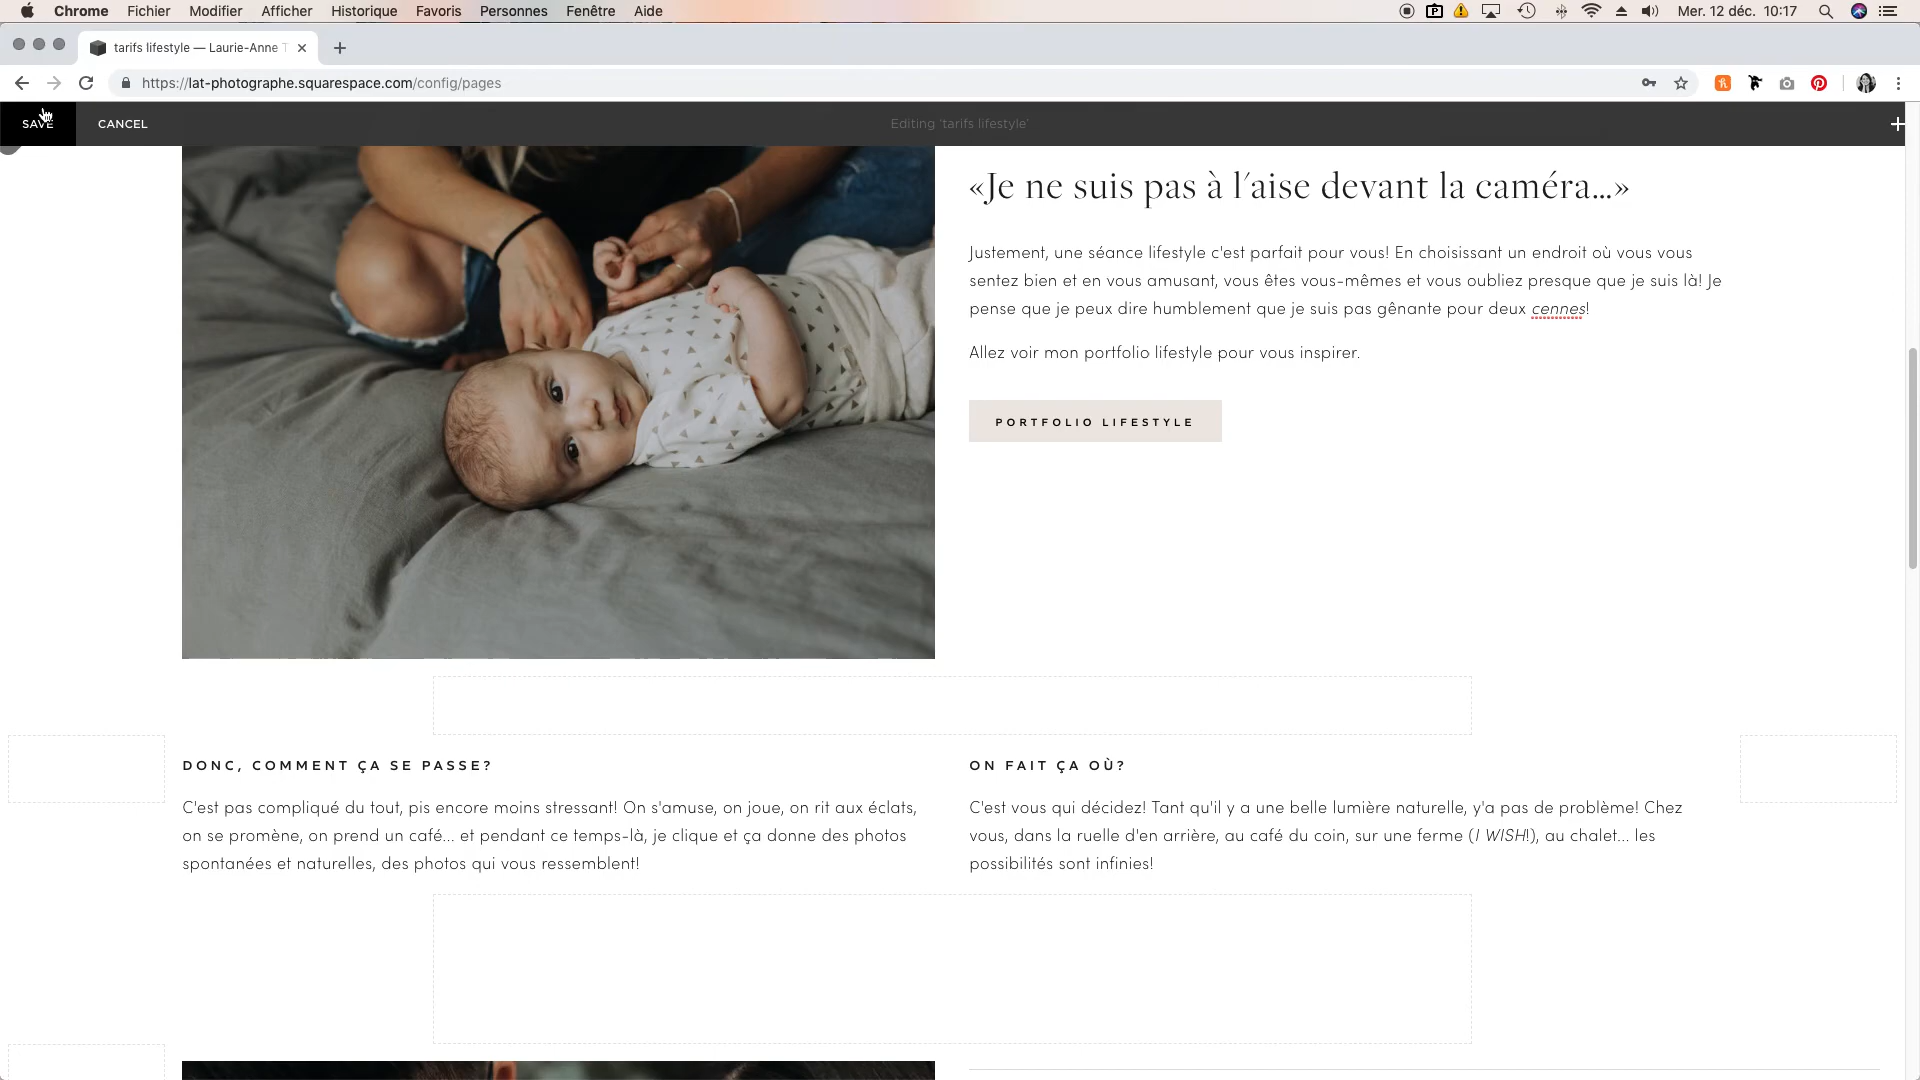 Chrome Fichier Modifier Afficher Historique Favoris Personnes Fenêtre Aide Mer. 12 déc. 10:17
tarifs lifestyle — Laurie-Anne T
https://lat-photographe.squarespace.com/config/pages
SAVE CANCEL Editing 'tarifs lifestyle'
«Je ne suis pas à l'aise devant la caméra...»
Justement, une séance lifestyle c'est parfait pour vous! En choisissant un endroit où vous vous
sentez bien et en vous amusant, vous êtes vous-mêmes et vous oubliez presque que je suis là! Je
pense que je peux dire humblement que je suis pas gênante pour deux cennes!
Allez voir mon portfolio lifestyle pour vous inspirer.
PORTFOLIO LIFESTYLE
DONC, COMMENT ÇA SE PASSE?
C'est pas compliqué du tout, pis encore moins stressant! On s'amuse, on joue, on rit aux éclats,
on se promène, on prend un café... et pendant ce temps-là, je clique et ça donne des photos
spontanées et naturelles, des photos qui vous ressemblent!
ON FAIT ÇA OÙ?
C'est vous qui décidez! Tant qu'il y a une belle lumière naturelle, y'a pas de problème! Chez
vous, dans la ruelle d'en arrière, au café du coin, sur une ferme (I WISH!), au chalet... les
possibilités sont infinies!